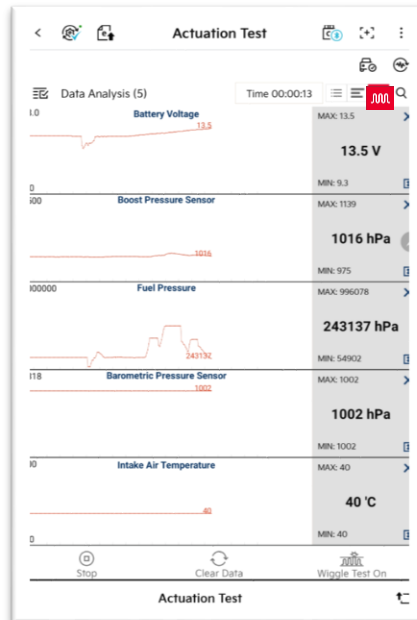 Actuation Test
Data Analysis (5)
Time 00:00:13
Battery Voltage
13.5
MAX: 13.5
13.5 V
MIN: 9.3
0
Boost Pressure Sensor
1016
MAX: 1139
1016 hPa
MIN: 975
Fuel Pressure
243137
MAX: 996078
243137 hPa
MIN: 54902
Barometric Pressure Sensor
1002
MAX: 1002
1002 hPa
MIN: 1002
Intake Air Temperature
40
MAX: 40
40 'C
MIN: 40
0
Stop
Clear Data
Wiggle Test On
Actuation Test